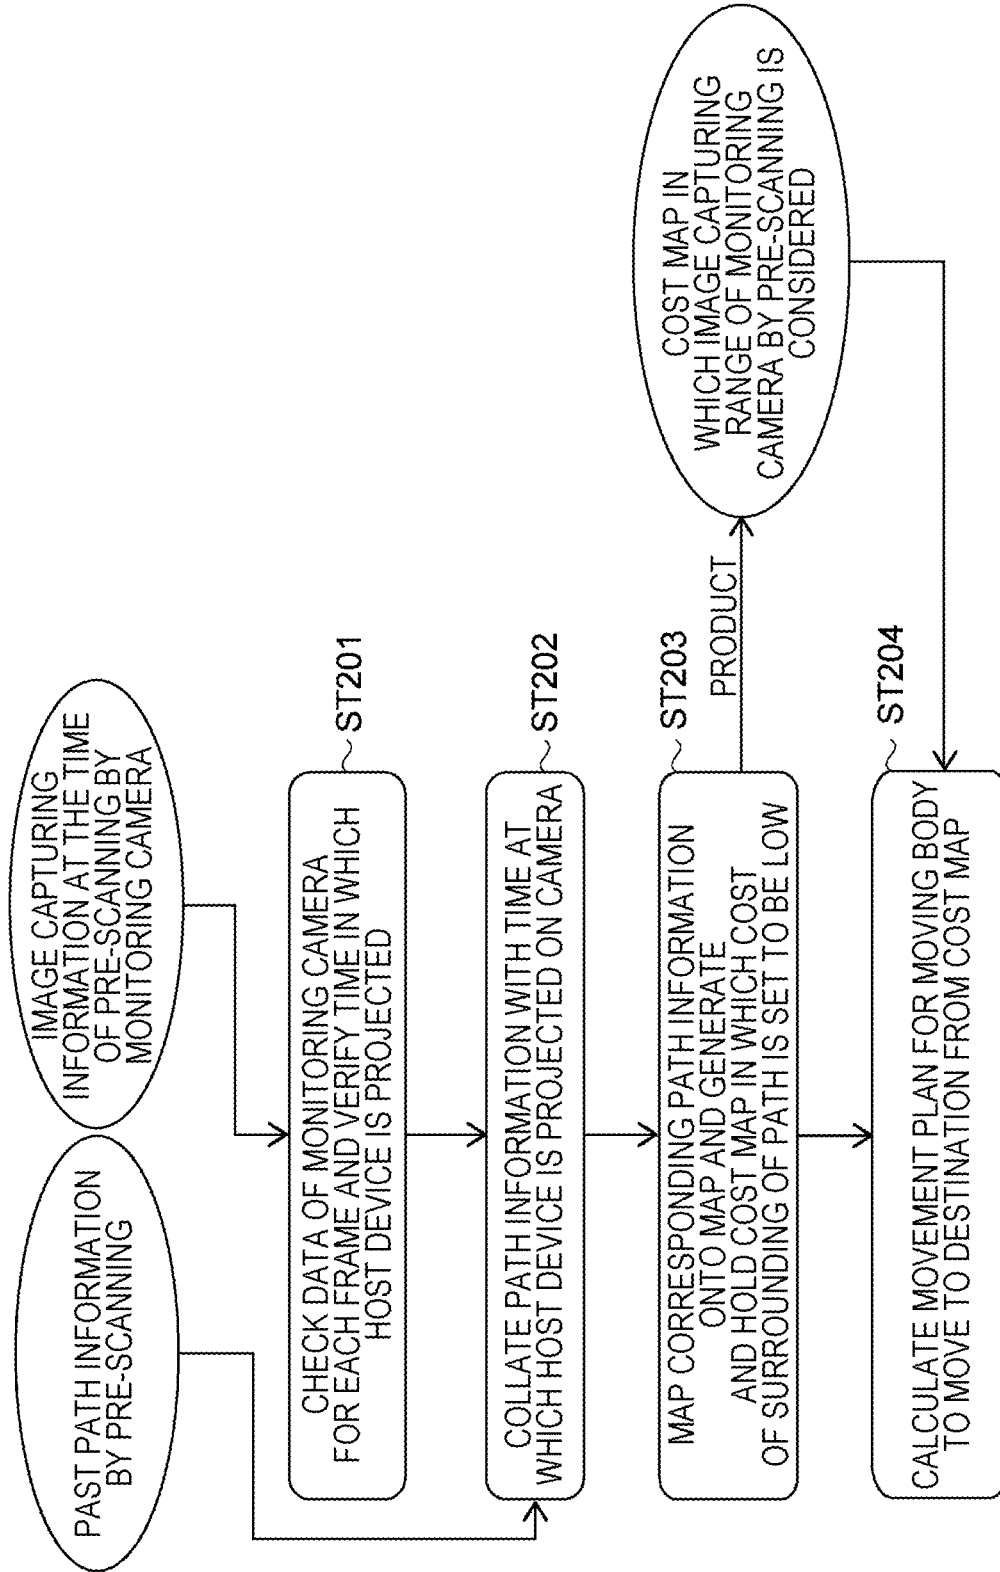 PAST PATH INFORMATION
BY PRE-SCANNING
IMAGE CAPTURING
INFORMATION AT THE TIME
OF PRE-SCANNING BY
MONITORING CAMERA
CHECK DATA OF MONITORING CAMERA
FOR EACH FRAME AND VERIFY TIME IN WHICH
HOST DEVICE IS PROJECTED
ST201
COLLATE PATH INFORMATION WITH TIME AT
WHICH HOST DEVICE IS PROJECTED ON CAMERA
ST202
MAP CORRESPONDING PATH INFORMATION
ONTO MAP AND GENERATE
AND HOLD COST MAP IN WHICH COST
OF SURROUNDING OF PATH IS SET TO BE LOW
ST203
PRODUCT
COST MAP IN
WHICH IMAGE CAPTURING
RANGE OF MONITORING
CAMERA BY PRE-SCANNING IS
CONSIDERED
CALCULATE MOVEMENT PLAN FOR MOVING BODY
TO MOVE TO DESTINATION FROM COST MAP
ST204